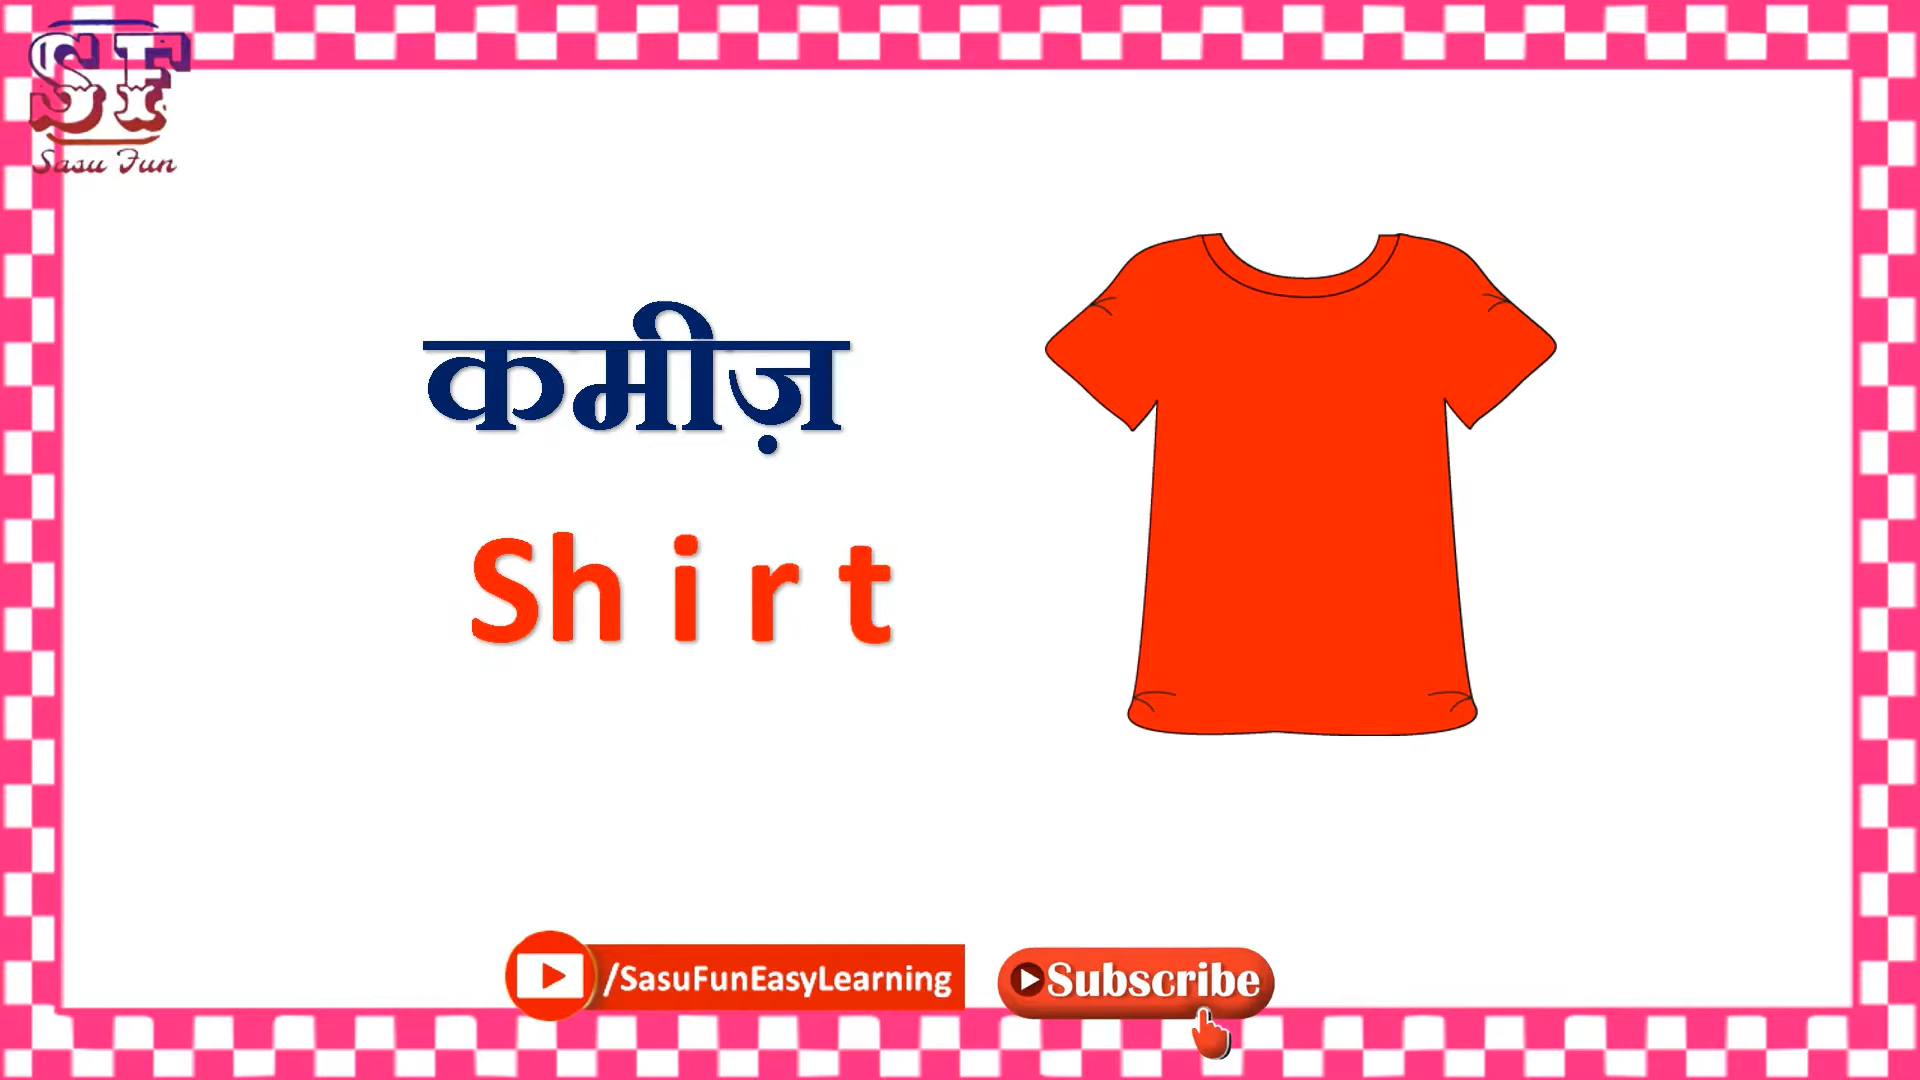 SF
Sasu Fun
कमीज़
Shirt
/SasuFunEasyLearning
Subscribe